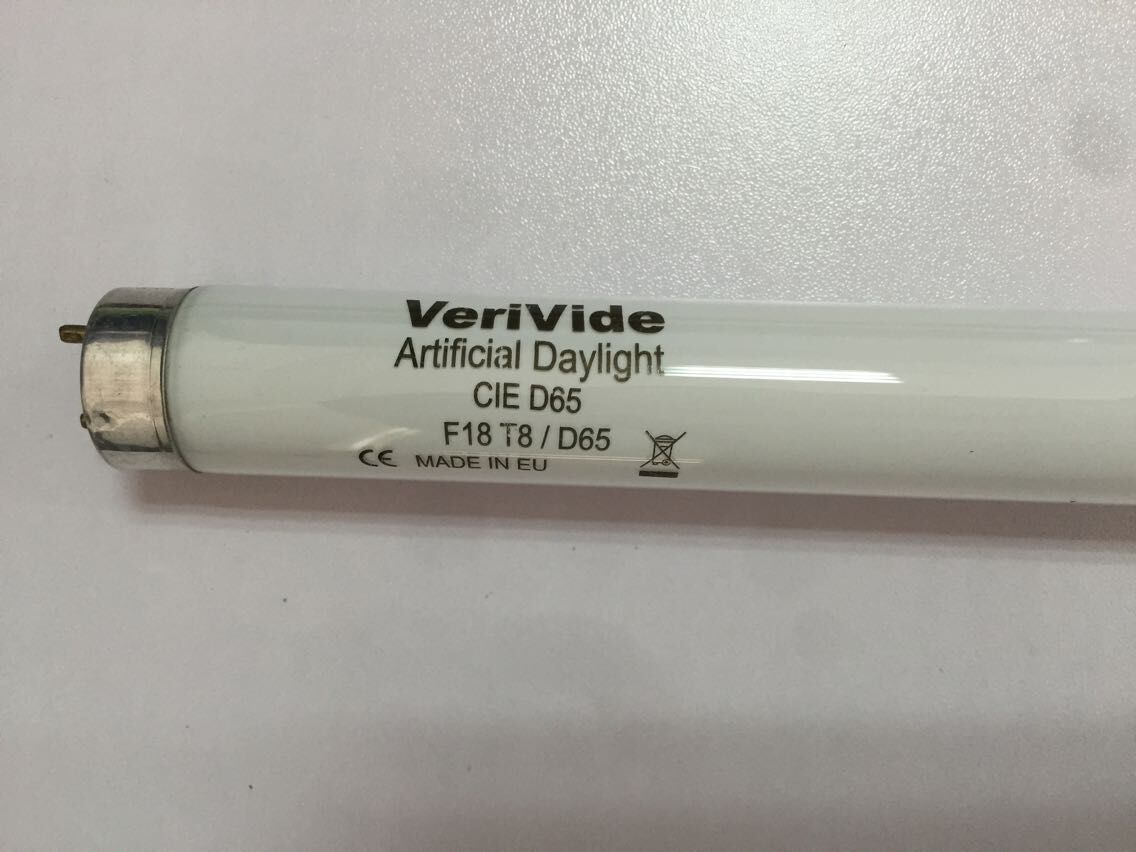 VeriVide
Artificial Daylight
CIE D65
F18 T8 / D65
CE MADE IN EU